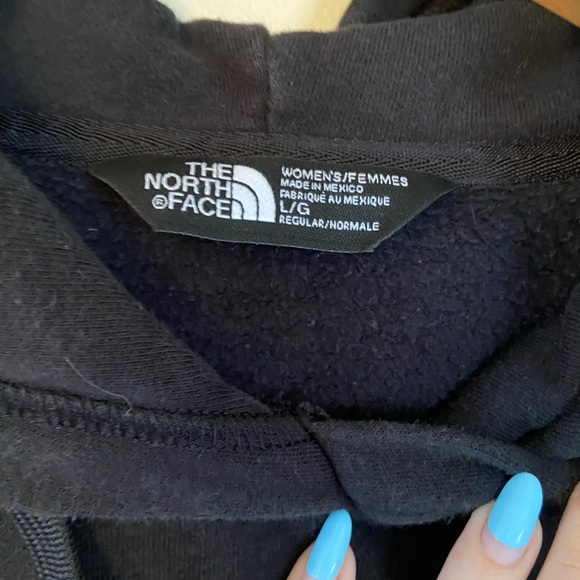 THE
NORTH
®FACE
WOMEN'S/FEMMES
MADE IN MEXICO
FABRIQUÉ AU MEXIQUE
L/G
REGULAR/NORMALE